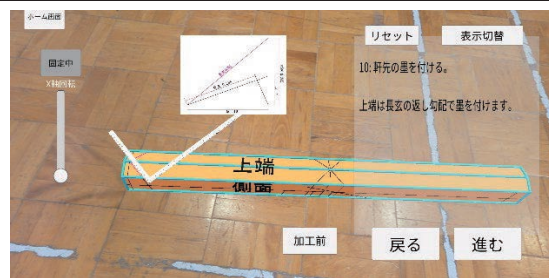 ホーム画面
リセット
表示切替
固定中
X軸回転
10:軒先の墨を付ける。
上端は長玄の返し勾配で墨を付けます。
上端
側面
加工前
戻る
進む